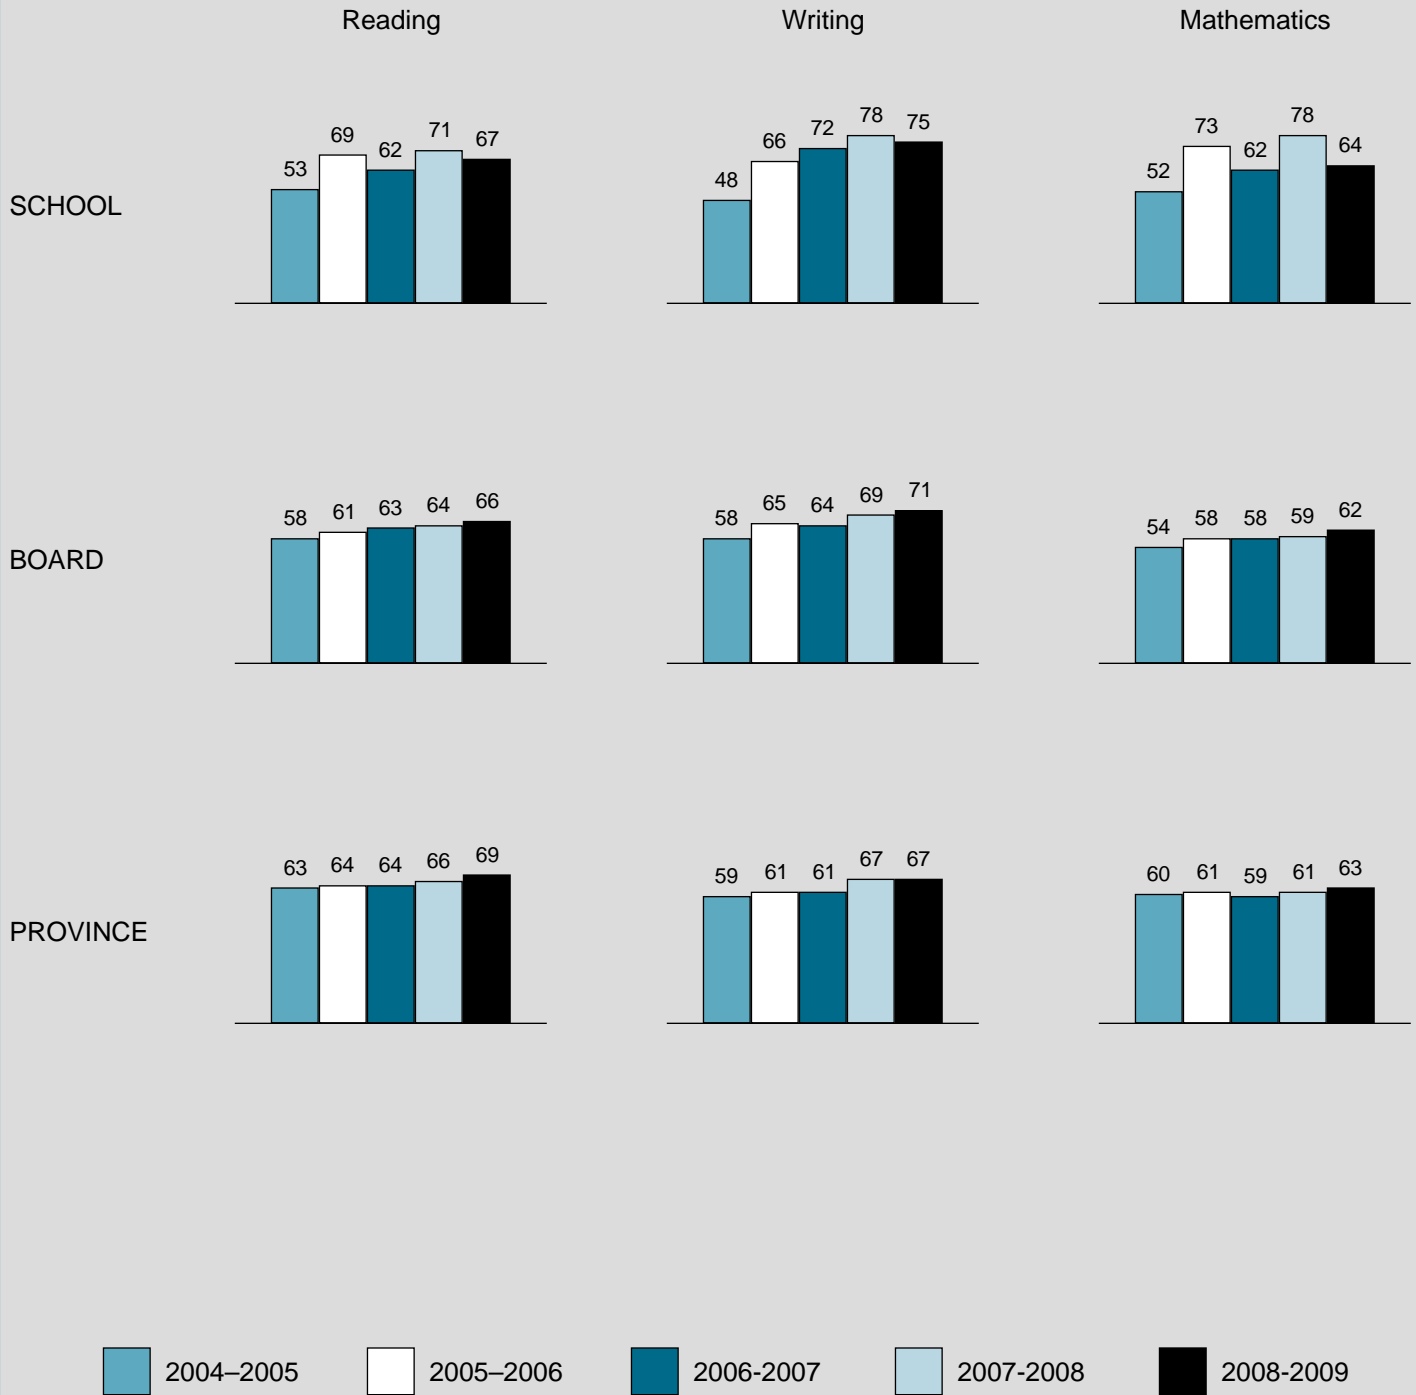 Reading Writing Mathematics
SCHOOL
53 69 62 71 67
48 66 72 78 75
52 73 62 78 64
BOARD
58 61 63 64 66
58 65 64 69 71
54 58 58 59 62
PROVINCE
63 64 64 66 69
59 61 61 67 67
60 61 59 61 63
2004–2005 2005–2006 2006-2007 2007-2008 2008-2009